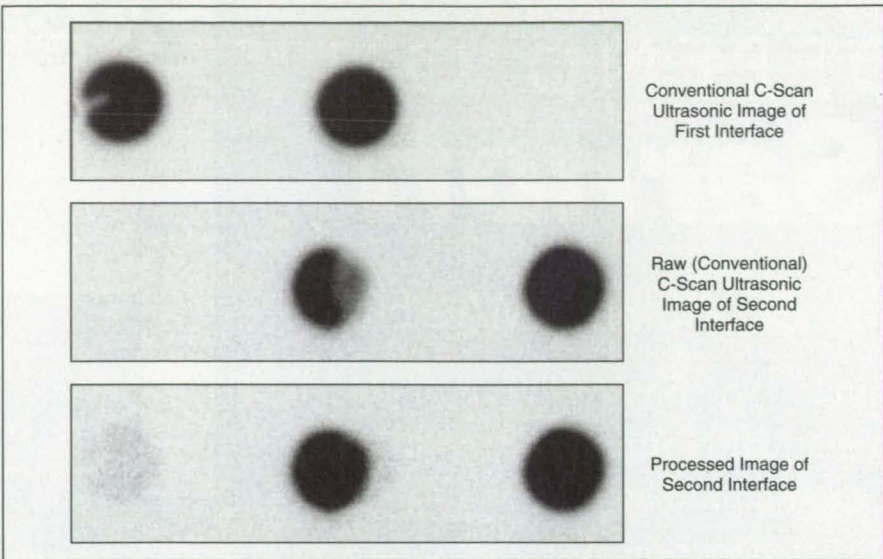 Conventional C-Scan
Ultrasonic Image of
First Interface
Raw (Conventional)
C-Scan Ultrasonic
Image of Second
Interface
Processed Image of
Second Interface